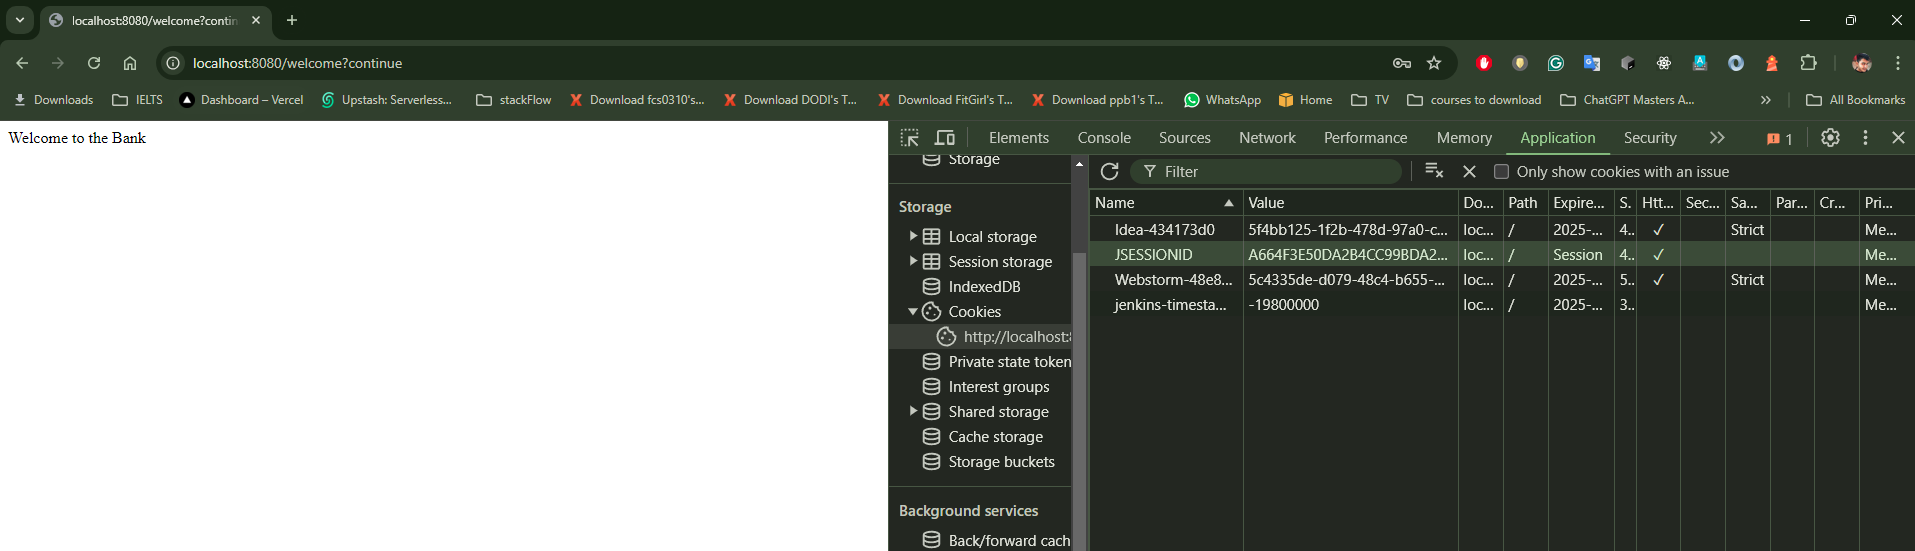 localhost:8080/welcome?contin
localhost:8080/welcome?continue
Downloads IELTS Dashboard – Vercel Upstash: Serverless... stackFlow Download fcs0310's... Download DODI's T... Download FitGirl's T... Download ppb1's T... WhatsApp Home TV courses to download ChatGPT Masters A... » All Bookmarks
Welcome to the Bank
Elements Console Sources Network Performance Memory Application Security 1
Storage
Filter Only show cookies with an issue
Storage
Local storage
Session storage
IndexedDB
Cookies
http://localhost:8
Private state token
Interest groups
Shared storage
Cache storage
Storage buckets
Background services
Back/forward cach
Name Value Do... Path Expire... S. Htt... Sec... Sa... Par... Cr... Pri...
Idea-434173d0 5f4bb125-1f2b-478d-97a0-c... loc... / 2025-... 4.. ✓ Strict Me...
JSESSIONID A664F3E50DA2B4CC99BDA2... loc... / Session 4.. ✓ Me...
Webstorm-48e8... 5c4335de-d079-48c4-b655-... loc... / 2025-... 5.. ✓ Strict Me...
jenkins-timesta... -19800000 loc... / 2025-... 3.. Me...